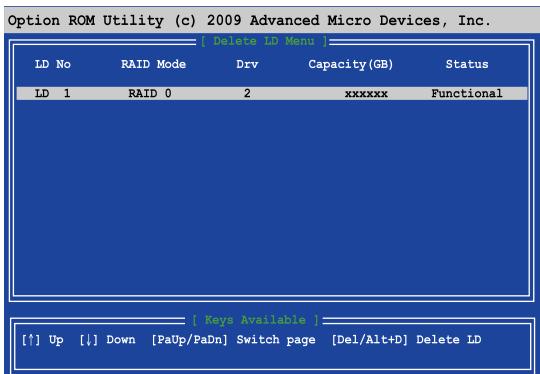 Option ROM Utility (c) 2009 Advanced Micro Devices, Inc.
[ Delete LD Menu ]
LD No RAID Mode Drv Capacity(GB) Status
LD 1 RAID 0 2 xxxxxx Functional
[ Keys Available ]
[↑] Up [↓] Down [PaUp/PaDn] Switch page [Del/Alt+D] Delete LD